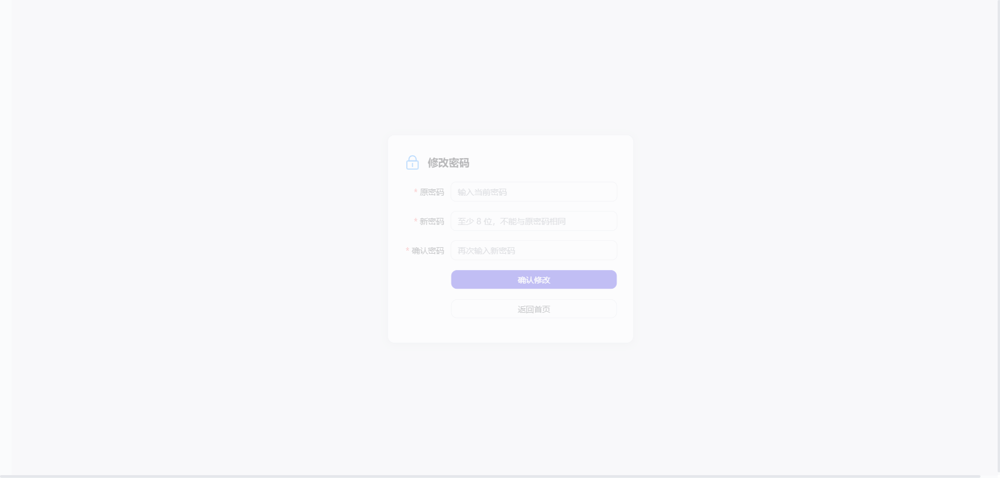 修改密码
* 原密码 输入当前密码
* 新密码 至少 8 位，不能与原密码相同
* 确认密码 再次输入新密码
确认修改
返回首页